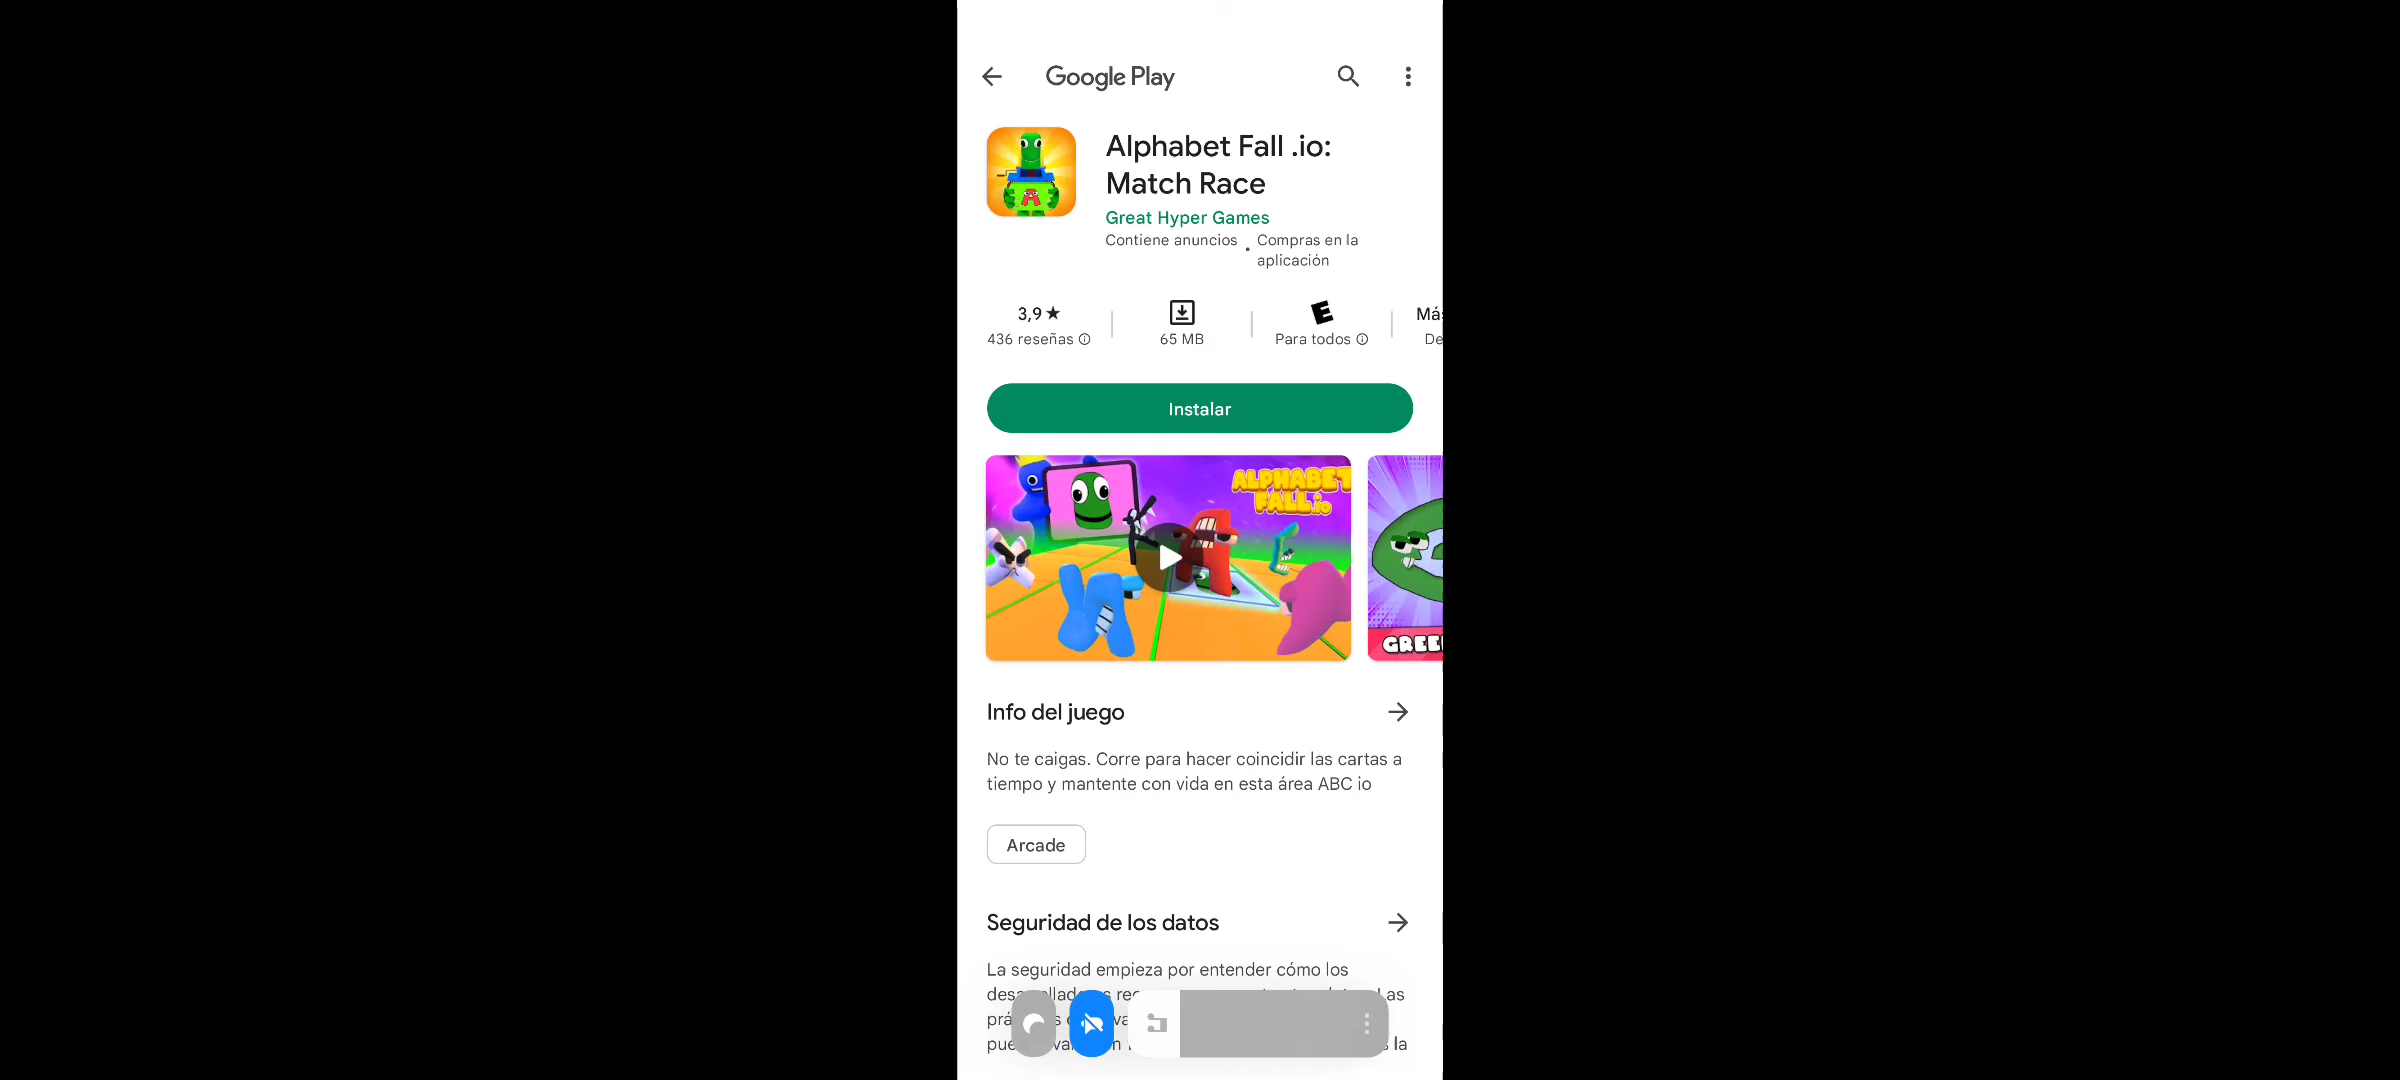 Google Play
Alphabet Fall .io:
Match Race
Great Hyper Games
Contiene anuncios · Compras en la
aplicación
3,9★
436 reseñas
65 MB
Para todos
Instalar
ALPHABET
FALL.io
Info del juego
No te caigas. Corre para hacer coincidir las cartas a
tiempo y mantente con vida en esta área ABC io
Arcade
Seguridad de los datos
La seguridad empieza por entender cómo los